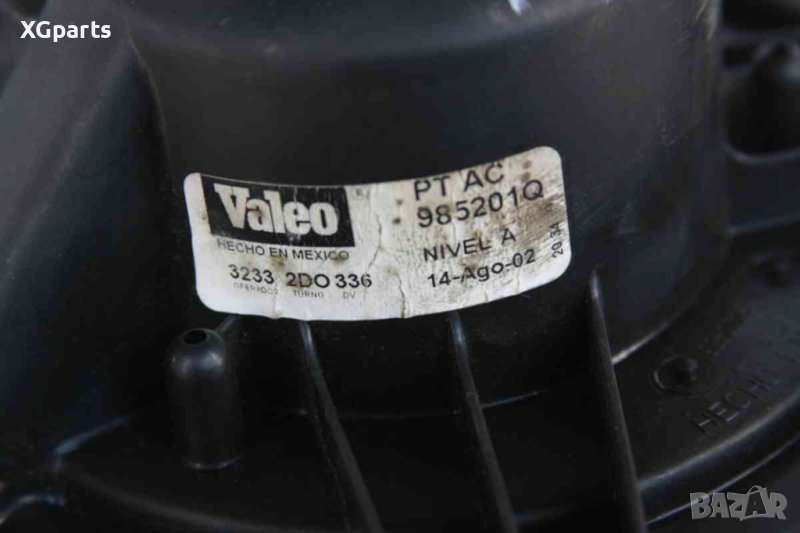 XGparts
Valeo
HECHO EN MEXICO
3233 2DO 336
OPERADOR TURNO DV
PT AC
985201Q
NIVEL A
14-Ago-02
20:34
HECHO
BAZAR